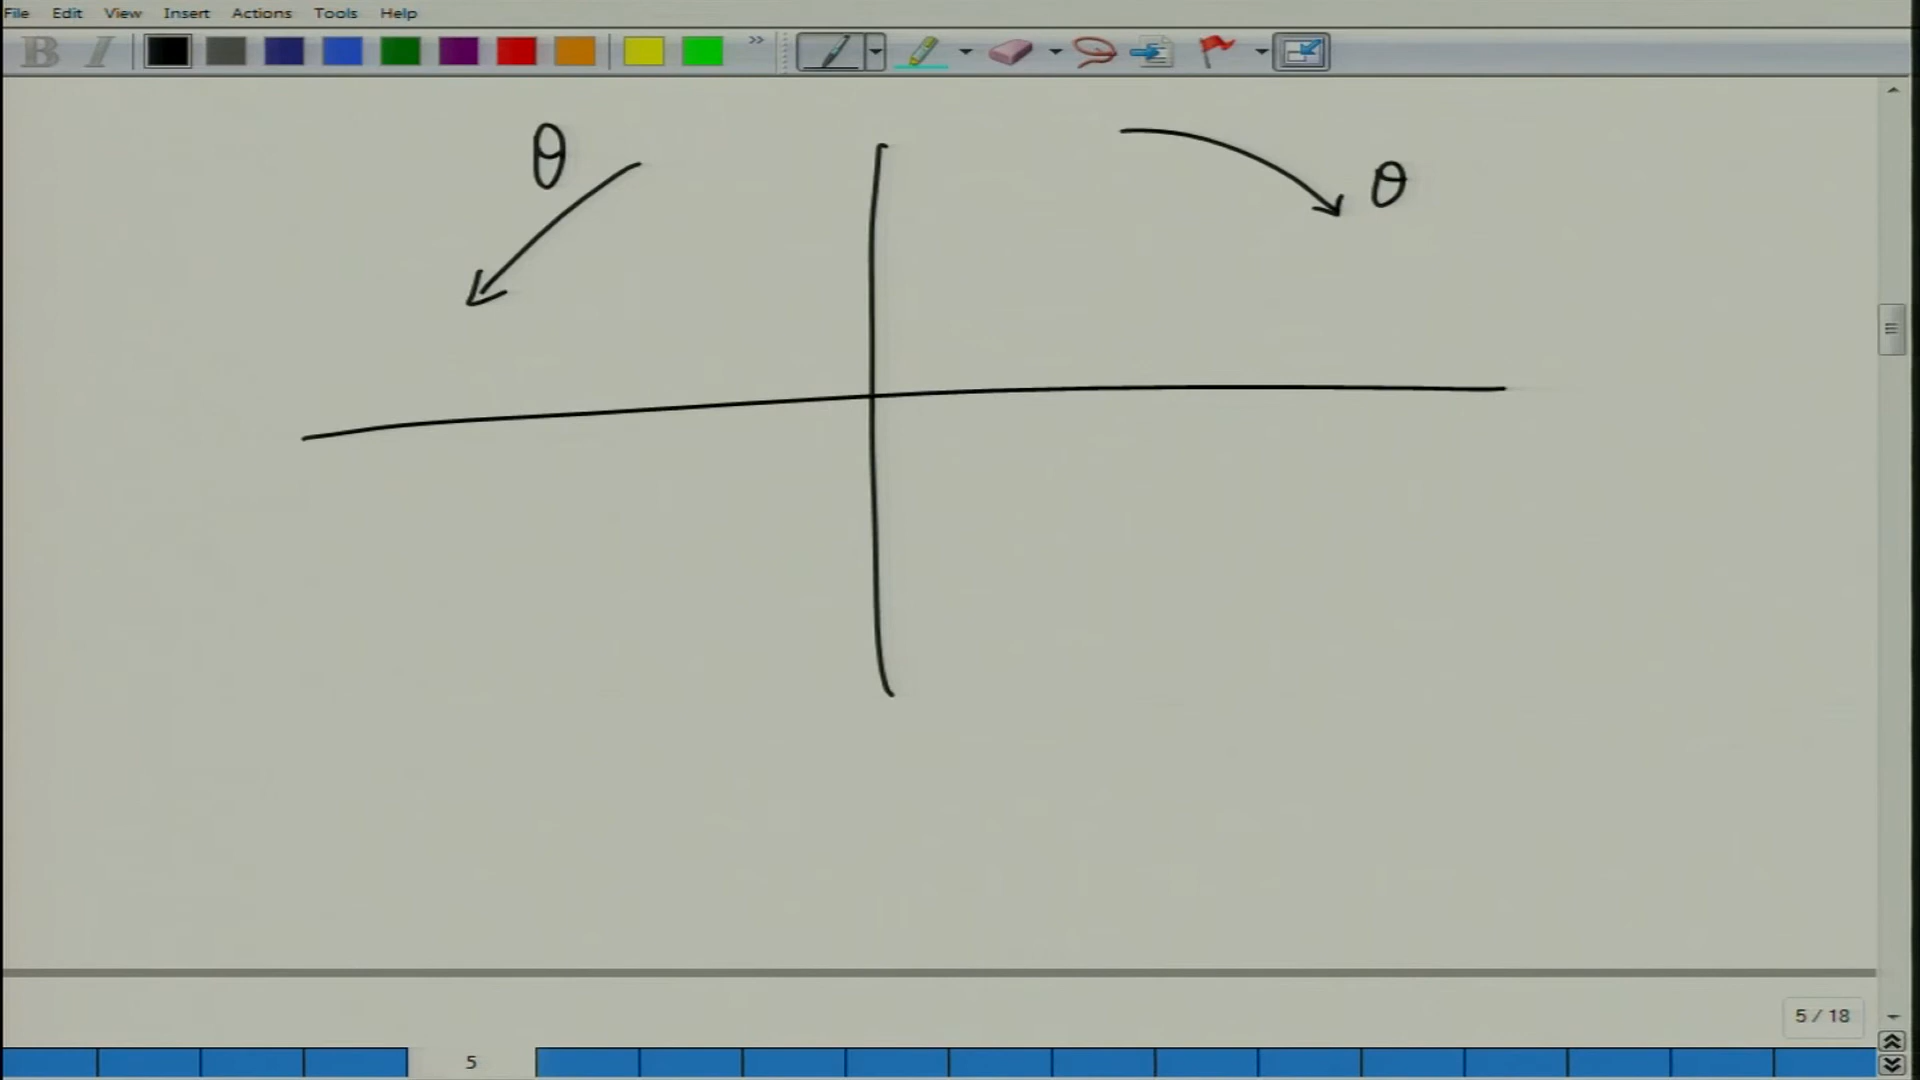 File Edit View Insert Actions Tools Help
B I
θ
θ
5 / 18
5